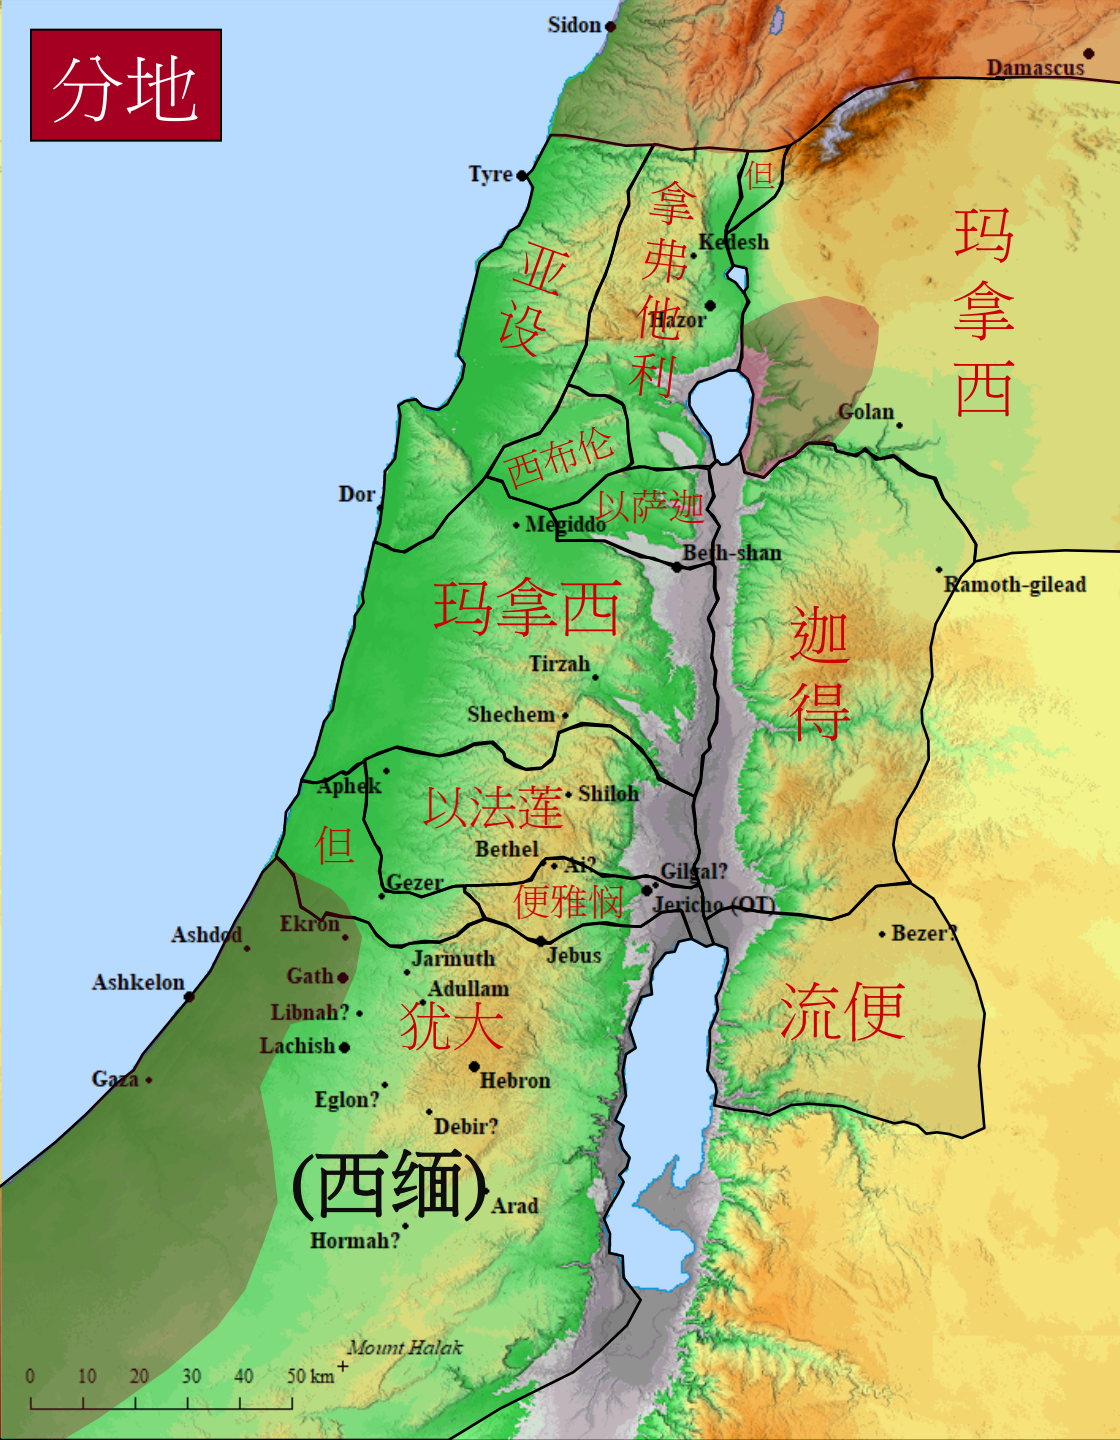 分地
Sidon
Damascus
Tyre
但
拿弗他利
Kedesh
玛拿西
亚设
Hazor
Golan
西布伦
Dor
以萨迦
Megiddo
Beth-shan
Ramoth-gilead
玛拿西
迦得
Tirzah
Shechem
Aphek
以法莲
Shiloh
但
Bethel
Ai?
Gilgal?
Gezer
便雅悯
Jericho (OT)
Ekron
Ashdod
Bezer?
Jebus
Jarmuth
Gath
Ashkelon
Adullam
Libnah?
犹大
流便
Lachish
Gaza
Hebron
Eglon?
Debir?
(西缅)
Arad
Hormah?
Mount Halak
0 10 20 30 40 50 km